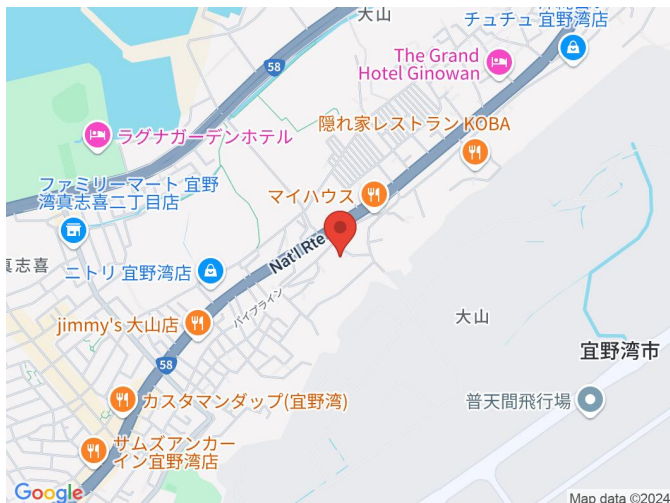 大山
チュチュ 宜野湾店
58
The Grand
Hotel Ginowan
ラグナガーデンホテル
隠れ家レストラン KOBA
ファミリーマート 宜野
湾真志喜二丁目店
マイハウス
Nat'l Rte
真志喜
ニトリ 宜野湾店
パイプライン
jimmy's 大山店
大山
宜野湾市
58
カスタマンダップ(宜野湾)
普天間飛行場
サムズアンカー
イン宜野湾店
Google
Map data ©2024